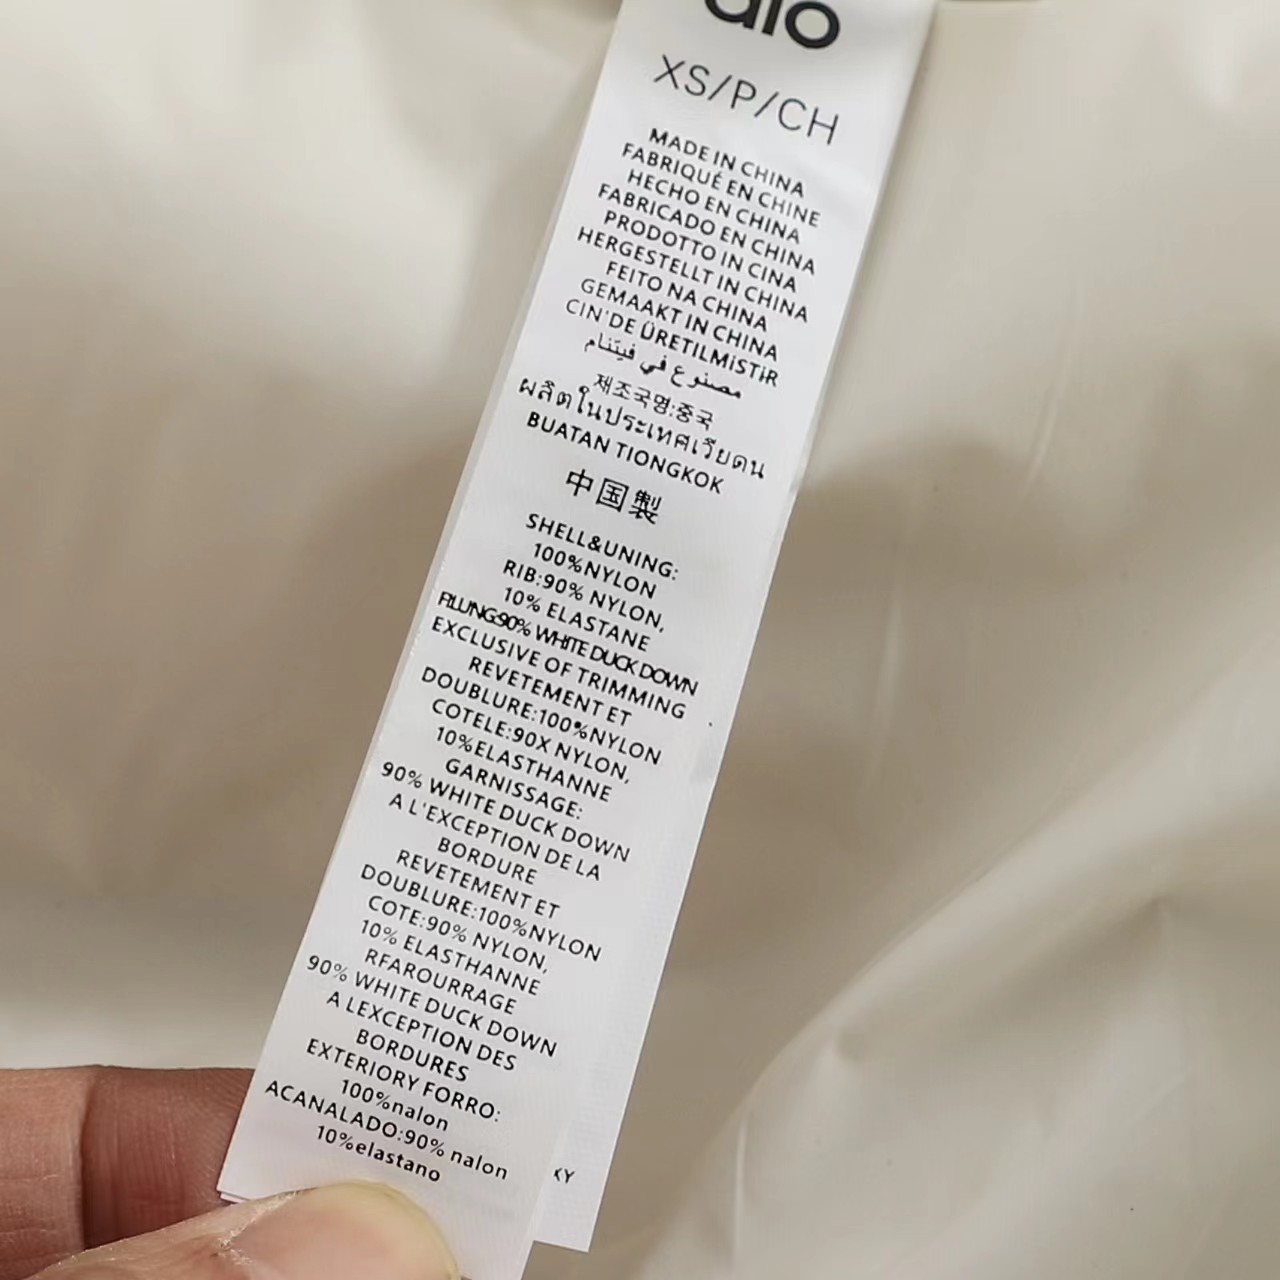 alo
XS/P/CH
MADE IN CHINA
FABRIQUÉ EN CHINE
HECHO EN CHINA
FABRICADO EN CHINA
PRODOTTO IN CINA
HERGESTELLT IN CHINA
FEITO NA CHINA
GEMAAKT IN CHINA
CIN'DE ÜRETILMİSTİR
مصنوع في فيتنام
제조국명:중국
ผลิตในประเทศเวียดน
BUATAN TIONGKOK
中国製
SHELL&UNING:
100%NYLON
RIB:90% NYLON,
10% ELASTANE
FILLUNG:90% WHITE DUCK DOWN
EXCLUSIVE OF TRIMMING
REVETEMENT ET
DOUBLURE:100%NYLON
COTELE:90X NYLON,
10%ELASTHANNE
GARNISSAGE:
90% WHITE DUCK DOWN
A L'EXCEPTION DE LA
BORDURE
REVETEMENT ET
DOUBLURE:100%NYLON
COTE:90% NYLON,
10% ELASTHANNE
RFAROURRAGE
90% WHITE DUCK DOWN
A LEXCEPTION DES
BORDURES
EXTERIORY FORRO:
100%nalon
ACANALADO:90% nalon
10%elastano
KY